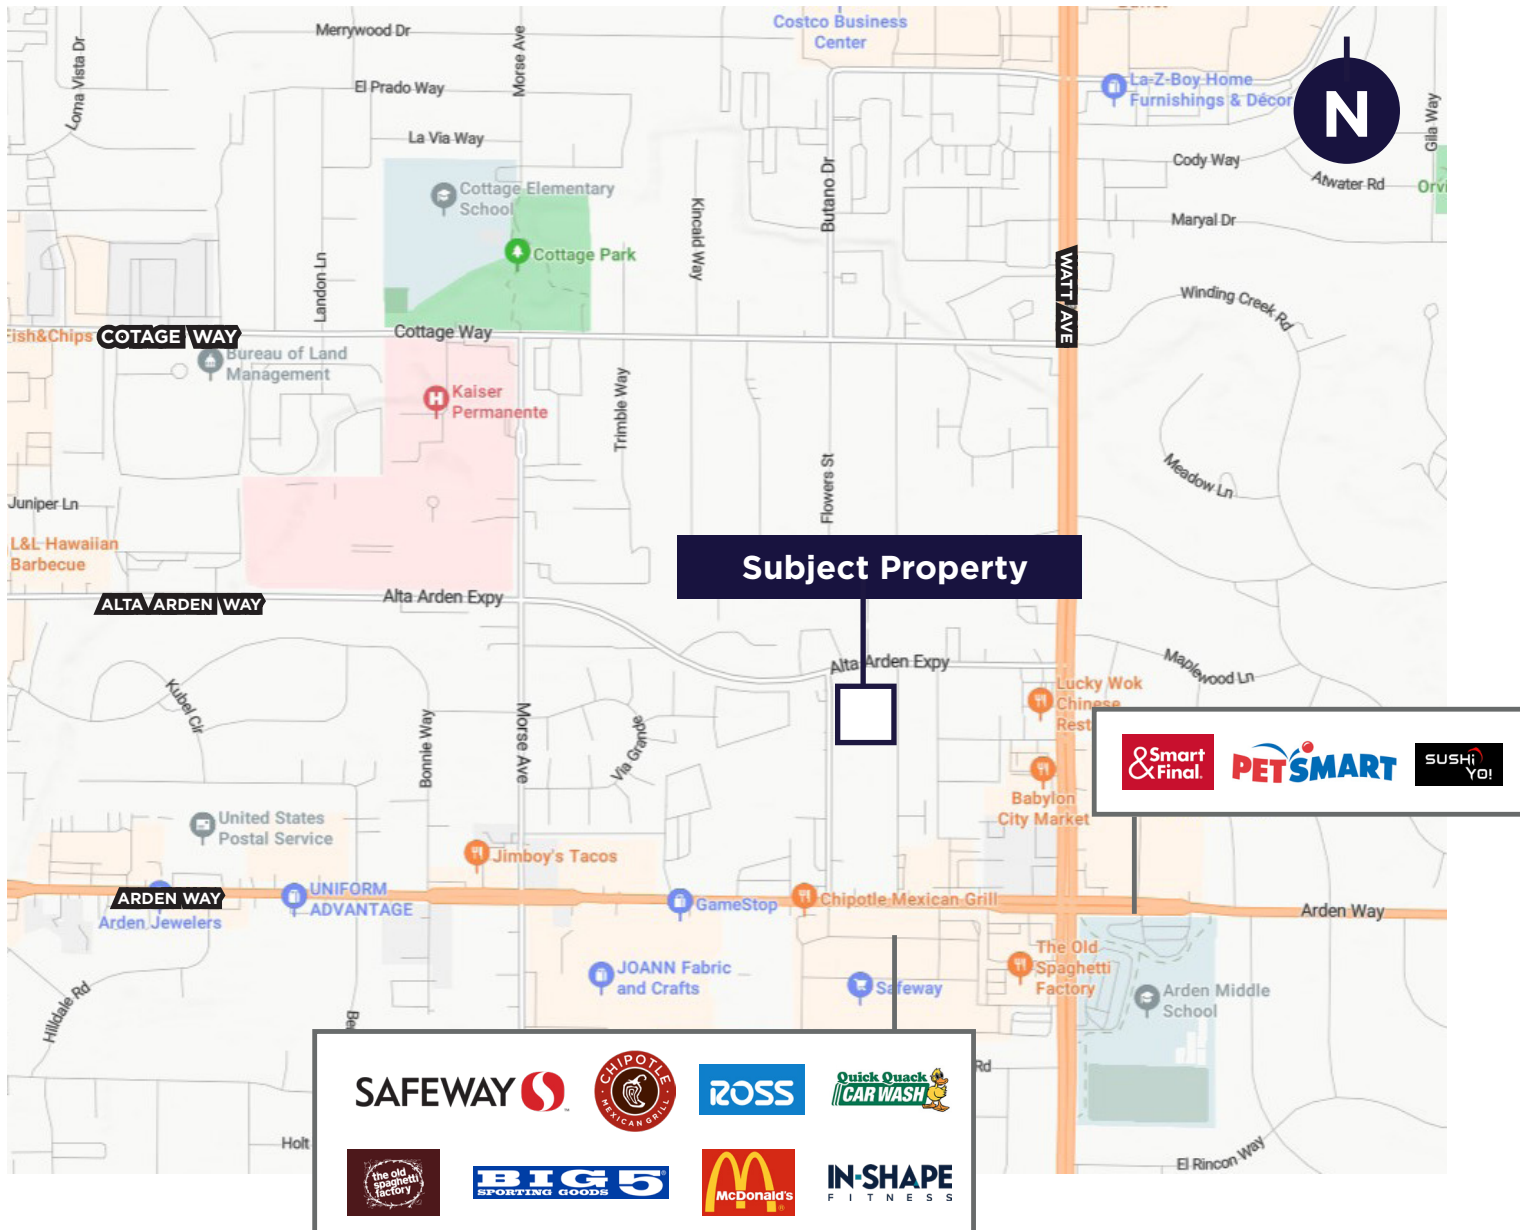 Merrywood Dr
Morse Ave
Loma Vista Dr
El Prado Way
La Via Way
Costco Business
Center
La-Z-Boy Home
Furnishings & Décor
N
Gila Way
Cody Way
Atwater Rd
Maryal Dr
Cottage Elementary
School
Cottage Park
Kincaid Way
Butano Dr
Landon Ln
WATT AVE
Winding Creek Rd
Fish&Chips
COTAGE WAY
Cottage Way
Bureau of Land
Management
Kaiser
Permanente
Trimble Way
Flowers St
Meadow Ln
Juniper Ln
L&L Hawaiian
Barbecue
Subject Property
ALTA ARDEN WAY
Alta Arden Expy
Alta Arden Expy
Maplewood Ln
Kubel Cir
Bonnie Way
Morse Ave
Via Grande
Lucky Wok
Chinese
Rest
&Smart
&Final.
PETSMART
SUSHi
YO!
Babylon
City Market
United States
Postal Service
Jimboy's Tacos
UNIFORM
ADVANTAGE
ARDEN WAY
Arden Jewelers
GameStop
Chipotle Mexican Grill
Arden Way
JOANN Fabric
and Crafts
Safeway
The Old
Spaghetti
Factory
Arden Middle
School
Hilldale Rd
Be
Rd
Holt
El Rincon Way
SAFEWAY
CHIPOTLE
MEXICAN GRILL
ROSS
Quick Quack
CAR WASH
the old
spaghetti
factory
BIG 5
SPORTING GOODS
McDonald's
IN-SHAPE
FITNESS